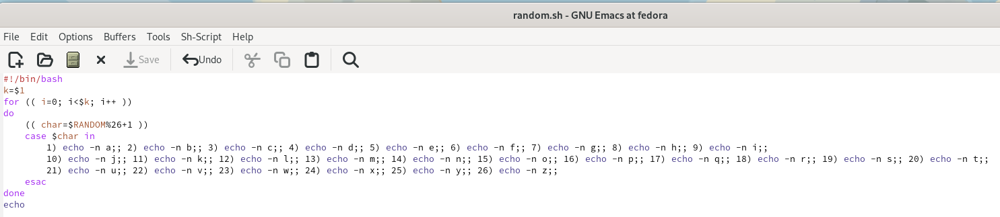 random.sh - GNU Emacs at fedora
File Edit Options Buffers Tools Sh-Script Help
Save Undo
#!/bin/bash
k=$1
for (( i=0; i<$k; i++ ))
do
    (( char=$RANDOM%26+1 ))
    case $char in
        1) echo -n a;; 2) echo -n b;; 3) echo -n c;; 4) echo -n d;; 5) echo -n e;; 6) echo -n f;; 7) echo -n g;; 8) echo -n h;; 9) echo -n i;;
        10) echo -n j;; 11) echo -n k;; 12) echo -n l;; 13) echo -n m;; 14) echo -n n;; 15) echo -n o;; 16) echo -n p;; 17) echo -n q;; 18) echo -n r;; 19) echo -n s;; 20) echo -n t;;
        21) echo -n u;; 22) echo -n v;; 23) echo -n w;; 24) echo -n x;; 25) echo -n y;; 26) echo -n z;;
    esac
done
echo